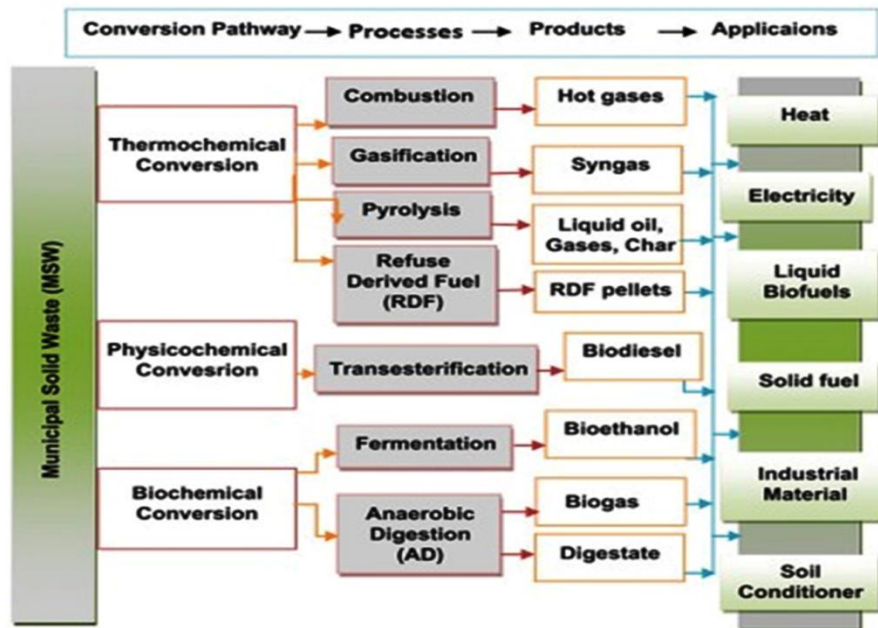 Conversion Pathway Processes Products Applicaions
Municipal Solid Waste (MSW)
Thermochemical
Conversion
Combustion
Hot gases
Gasification
Syngas
Pyrolysis
Liquid oil,
Gases, Char
Refuse
Derived Fuel
(RDF)
RDF pellets
Physicochemical
Convesrion
Transesterification
Biodiesel
Biochemical
Conversion
Fermentation
Bioethanol
Anaerobic
Digestion
(AD)
Biogas
Digestate
Heat
Electricity
Liquid
Biofuels
Solid fuel
Industrial
Material
Soil
Conditioner